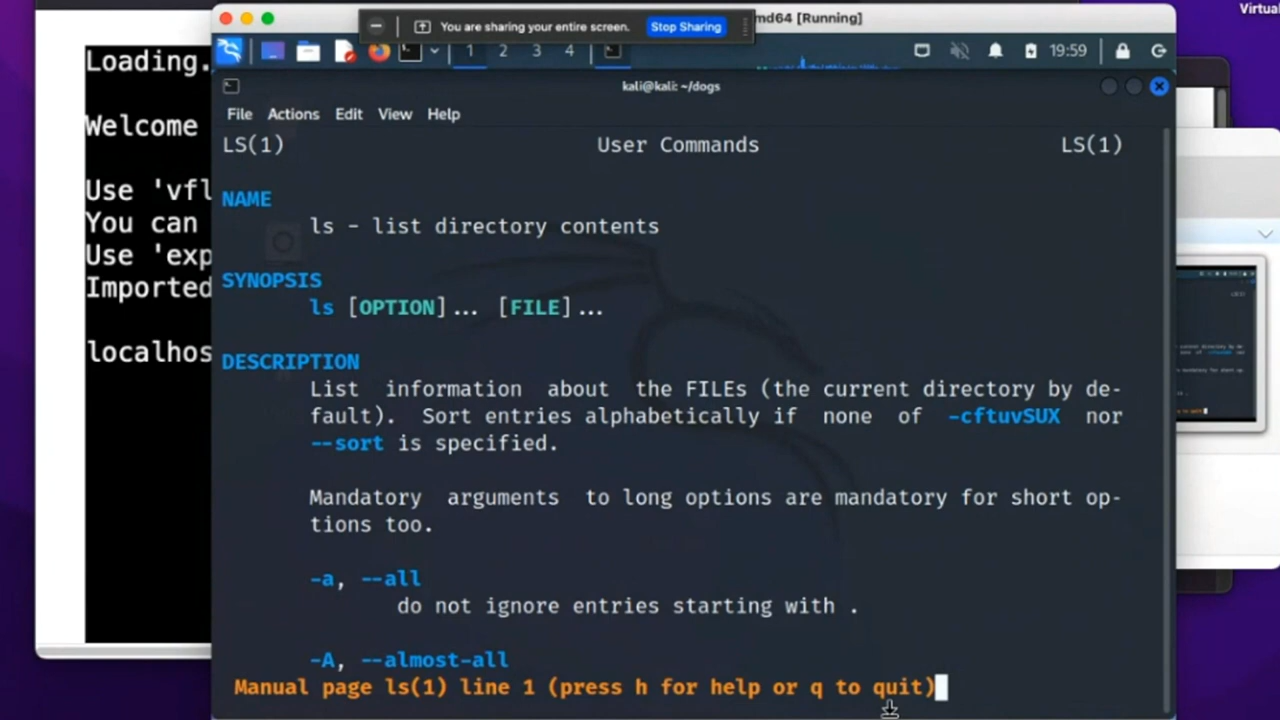 Virtual
You are sharing your entire screen. Stop Sharing
md64 [Running]
1 2 3 4 19:59
kali@kali: ~/dogs
File Actions Edit View Help
LS(1) User Commands LS(1)
NAME
ls - list directory contents
SYNOPSIS
ls [OPTION]... [FILE]...
DESCRIPTION
List information about the FILEs (the current directory by de-
fault). Sort entries alphabetically if none of -cftuvSUX nor
--sort is specified.
Mandatory arguments to long options are mandatory for short op-
tions too.
-a, --all
do not ignore entries starting with .
-A, --almost-all
Manual page ls(1) line 1 (press h for help or q to quit)
Loading.
Welcome
Use 'vfl
You can
Use 'exp
Imported
localhos